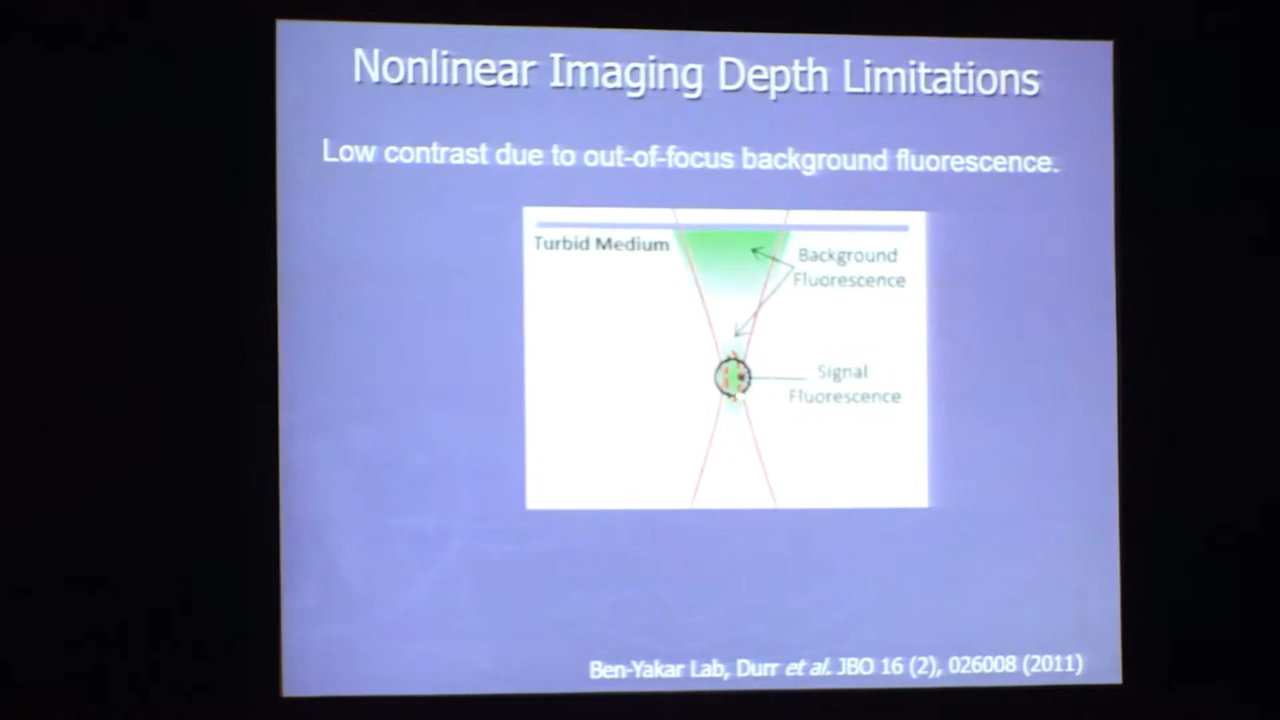 Nonlinear Imaging Depth Limitations
Low contrast due to out-of-focus background fluorescence.
Turbid Medium
Background
Fluorescence
Signal
Fluorescence
Ben-Yakar Lab, Durr et al. JBO 16 (2), 026008 (2011)